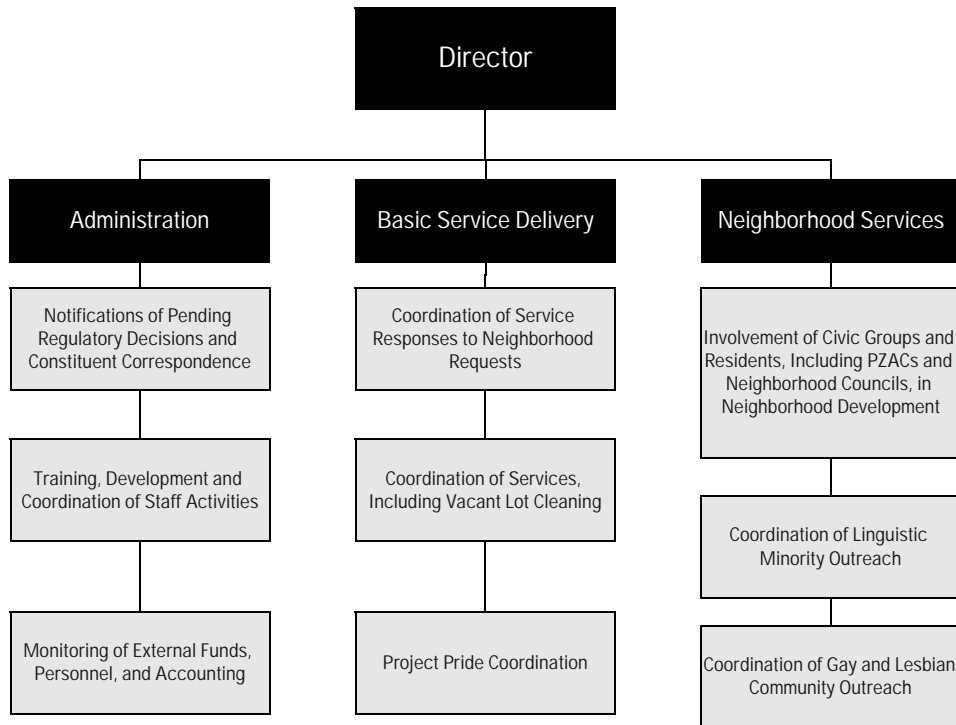 Director
Administration
Basic Service Delivery
Neighborhood Services
Notifications of Pending
Regulatory Decisions and
Constituent Correspondence
Coordination of Service
Responses to Neighborhood
Requests
Involvement of Civic Groups and
Residents, Including PZACs and
Neighborhood Councils, in
Neighborhood Development
Training, Development and
Coordination of Staff Activities
Coordination of Services,
Including Vacant Lot Cleaning
Coordination of Linguistic
Minority Outreach
Monitoring of External Funds,
Personnel, and Accounting
Project Pride Coordination
Coordination of Gay and Lesbian
Community Outreach